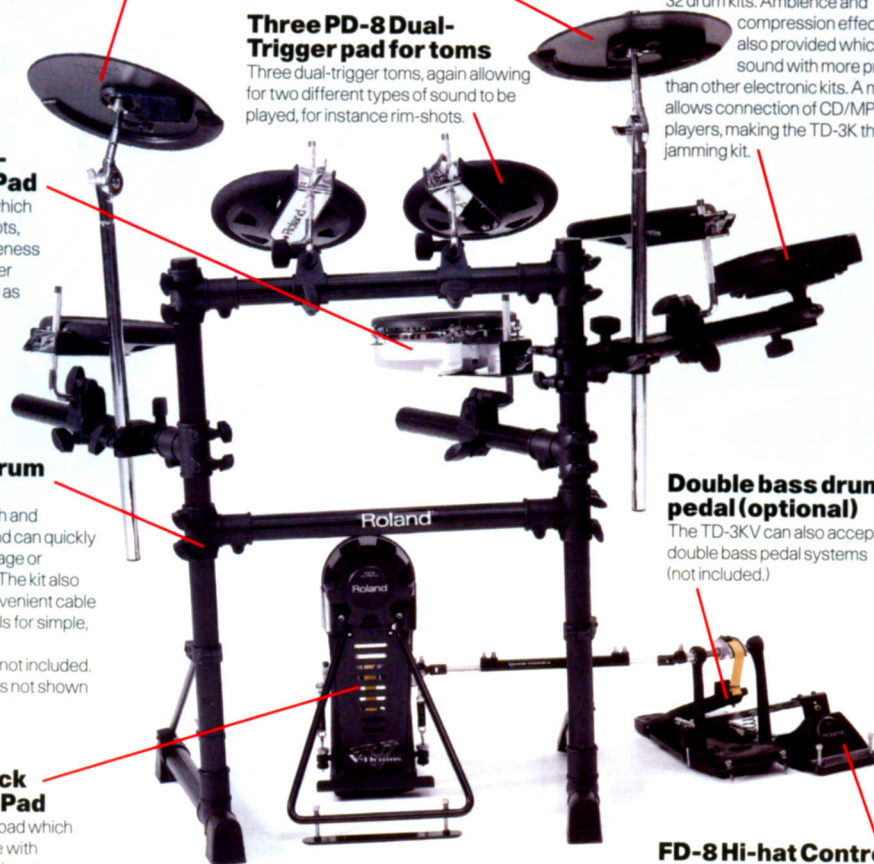 32 drum kits. Ambience and
compression effec
also provided whic
sound with more p
than other electronic kits. A m
allows connection of CD/MP
players, making the TD-3K th
jamming kit.
Three PD-8 Dual-
Trigger pad for toms
Three dual-trigger toms, again allowing
for two different types of sound to be
played, for instance rim-shots.
Pad
hich
ots,
eness
er
as
Roland
Roland
rum
h and
d can quickly
age or
The kit also
venient cable
ls for simple,
not included.
s not shown
Roland
Roland
V-Drums
Double bass drum
pedal (optional)
The TD-3KV can also accep
double bass pedal systems
(not included.)
ck
Pad
pad which
e with
FD-8 Hi-hat Contro